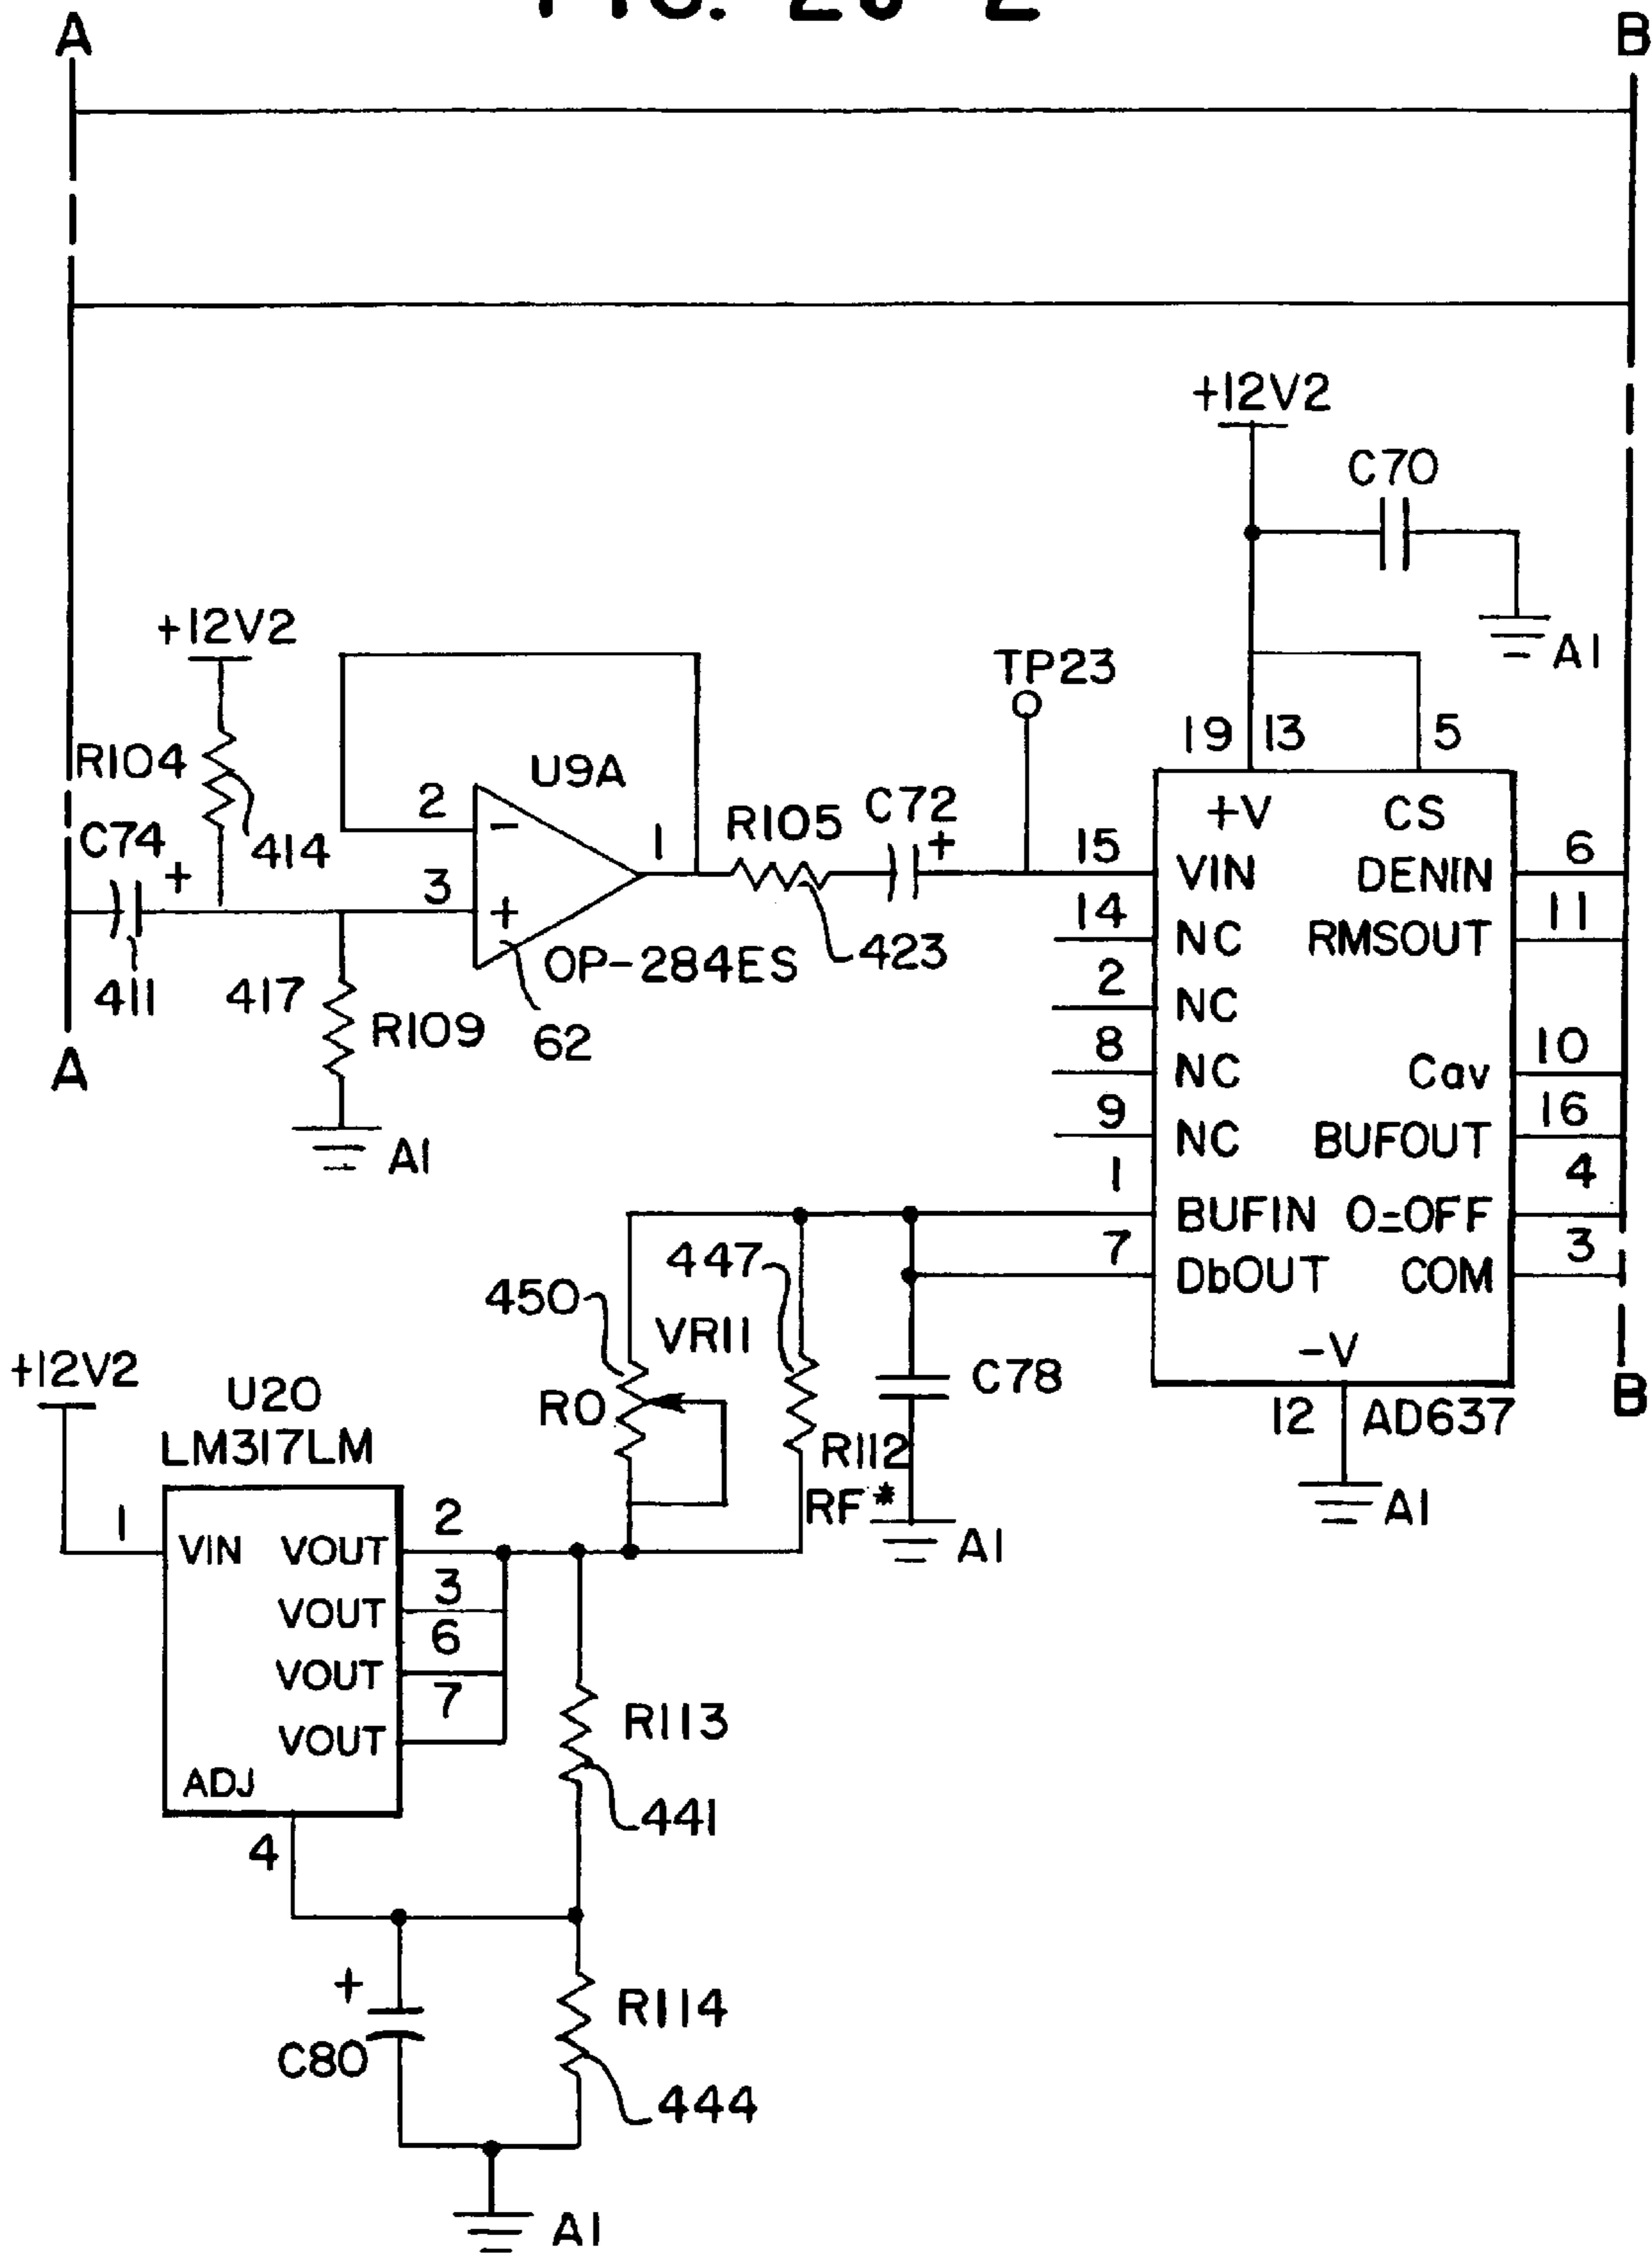 A
B
+12V2
C70
A1
+12V2
TP23
19 13 5
R104
U9A
C74
+
414
2
-
3
+
1
R105
C72
+
15
+V CS
VIN DENIN
6
14
NC RMSOUT
11
411
417
R109
OP-284ES
62
423
2
NC
8
NC Cav
10
A
9
NC BUFOUT
16
A1
1
BUFIN 0=OFF
4
7
DbOUT COM
3
447
450
VR11
R0
-V
C78
R112
RF*
A1
12 AD637
A1
B
+12V2
U20
LM317LM
1
VIN VOUT
2
VOUT
3
VOUT
6
VOUT
7
ADJ
4
R113
441
+
C80
R114
444
A1